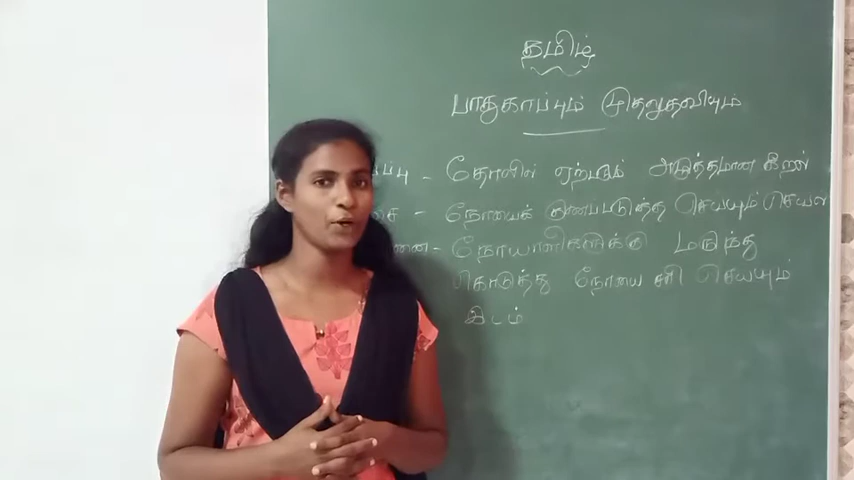 தமிழ்
பாதுகாப்பும் முதலுதவியும்
ப்பு - தோலில் ஏற்படும் அழுத்தமான கீறல்
சை - நோயைக் குணப்படுத்த செய்யும் செயல்
னை - நோயாளிகளுக்கு மருந்து
கொடுத்து நோயை சரி செய்யும்
இடம்